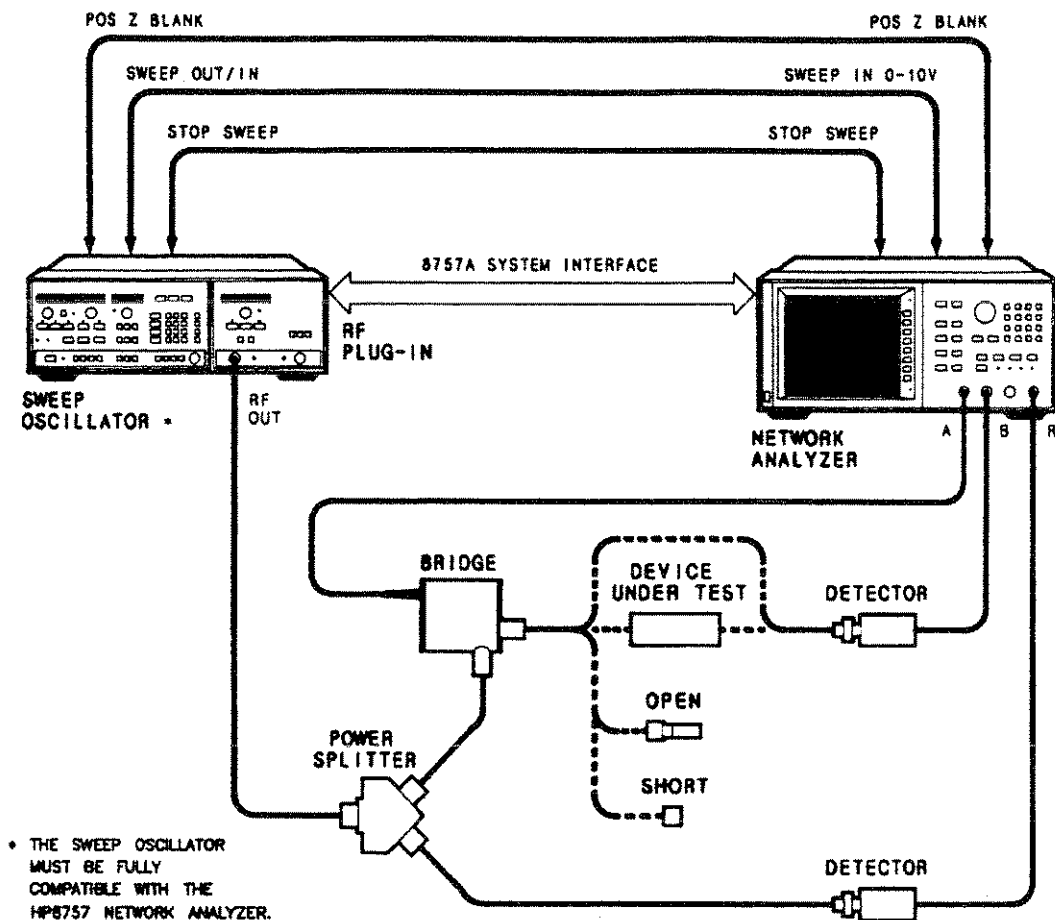 POS Z BLANK
POS Z BLANK
SWEEP OUT/IN
SWEEP IN 0-10V
STOP SWEEP
STOP SWEEP
8757A SYSTEM INTERFACE
RF
PLUG-IN
SWEEP
OSCILLATOR *
RF
OUT
A
B
R
NETWORK
ANALYZER
BRIDGE
DEVICE
UNDER TEST
DETECTOR
OPEN
POWER
SPLITTER
SHORT
* THE SWEEP OSCILLATOR
MUST BE FULLY
COMPATIBLE WITH THE
HP8757 NETWORK ANALYZER.
DETECTOR